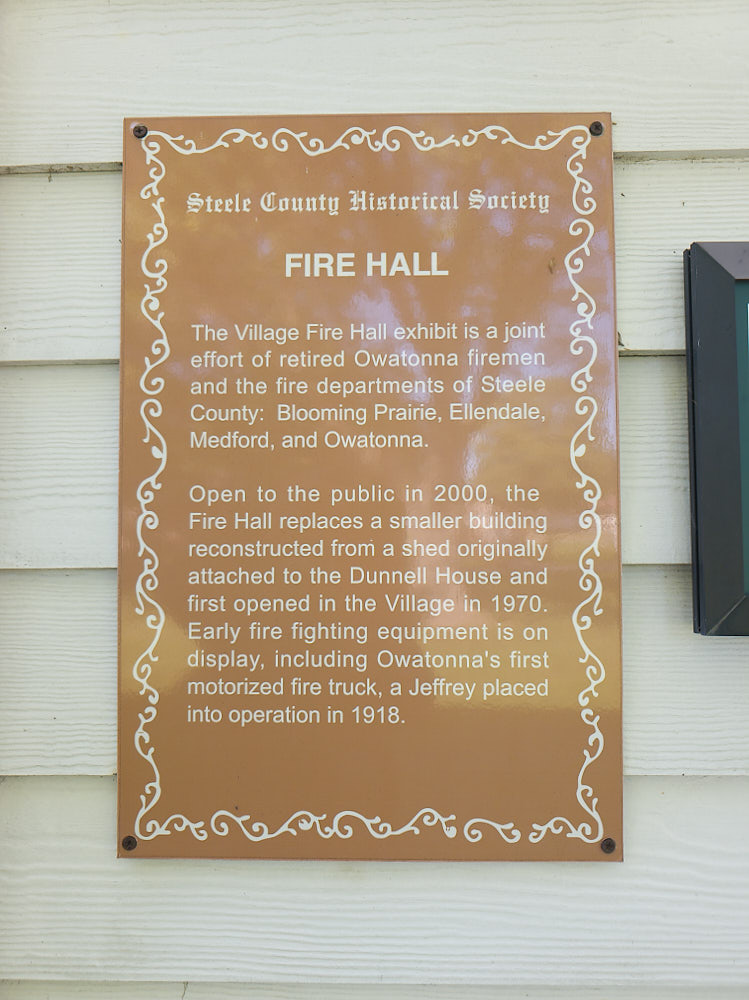 Steele County Historical Society
FIRE HALL
The Village Fire Hall exhibit is a joint
effort of retired Owatonna firemen
and the fire departments of Steele
County:  Blooming Prairie, Ellendale,
Medford, and Owatonna.
Open to the public in 2000, the
Fire Hall replaces a smaller building
reconstructed from a shed originally
attached to the Dunnell House and
first opened in the Village in 1970.
Early fire fighting equipment is on
display, including Owatonna's first
motorized fire truck, a Jeffrey placed
into operation in 1918.